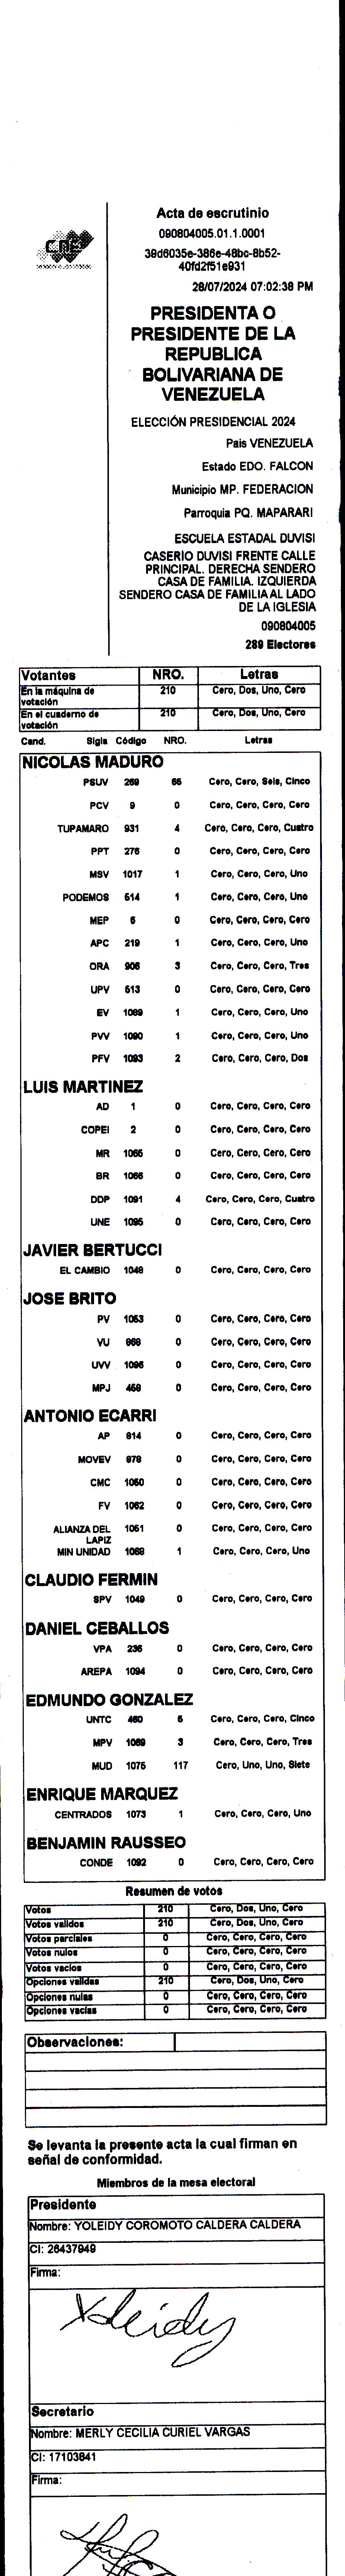 CNE
Acta de escrutinio
090804005.01.1.0001
39d6035e-386e-48bc-8b52-
40fd2f51e931
28/07/2024 07:02:38 PM
PRESIDENTA O
PRESIDENTE DE LA
REPUBLICA
BOLIVARIANA DE
VENEZUELA
ELECCIÓN PRESIDENCIAL 2024
Pais VENEZUELA
Estado EDO. FALCON
Municipio MP. FEDERACION
Parroquia PQ. MAPARARI
ESCUELA ESTADAL DUVISI
CASERIO DUVISI FRENTE CALLE
PRINCIPAL. DERECHA SENDERO
CASA DE FAMILIA. IZQUIERDA
SENDERO CASA DE FAMILIA AL LADO
DE LA IGLESIA
090804005
289 Electores
Votantes NRO. Letras
En la máquina de votación 210 Cero, Dos, Uno, Cero
En el cuaderno de votación 210 Cero, Dos, Uno, Cero
Cand. Sigla Código NRO. Letras
NICOLAS MADURO
PSUV 269 65 Cero, Cero, Seis, Cinco
PCV 9 0 Cero, Cero, Cero, Cero
TUPAMARO 931 4 Cero, Cero, Cero, Cuatro
PPT 276 0 Cero, Cero, Cero, Cero
MSV 1017 1 Cero, Cero, Cero, Uno
PODEMOS 514 1 Cero, Cero, Cero, Uno
MEP 6 0 Cero, Cero, Cero, Cero
APC 219 1 Cero, Cero, Cero, Uno
ORA 906 3 Cero, Cero, Cero, Tres
UPV 513 0 Cero, Cero, Cero, Cero
EV 1089 1 Cero, Cero, Cero, Uno
PVV 1090 1 Cero, Cero, Cero, Uno
PFV 1093 2 Cero, Cero, Cero, Dos
LUIS MARTINEZ
AD 1 0 Cero, Cero, Cero, Cero
COPEI 2 0 Cero, Cero, Cero, Cero
MR 1065 0 Cero, Cero, Cero, Cero
BR 1066 0 Cero, Cero, Cero, Cero
DDP 1091 4 Cero, Cero, Cero, Cuatro
UNE 1095 0 Cero, Cero, Cero, Cero
JAVIER BERTUCCI
EL CAMBIO 1048 0 Cero, Cero, Cero, Cero
JOSE BRITO
PV 1053 0 Cero, Cero, Cero, Cero
VU 868 0 Cero, Cero, Cero, Cero
UVV 1096 0 Cero, Cero, Cero, Cero
MPJ 458 0 Cero, Cero, Cero, Cero
ANTONIO ECARRI
AP 814 0 Cero, Cero, Cero, Cero
MOVEV 978 0 Cero, Cero, Cero, Cero
CMC 1050 0 Cero, Cero, Cero, Cero
FV 1062 0 Cero, Cero, Cero, Cero
ALIANZA DEL LAPIZ 1051 0 Cero, Cero, Cero, Cero
MIN UNIDAD 1068 1 Cero, Cero, Cero, Uno
CLAUDIO FERMIN
SPV 1049 0 Cero, Cero, Cero, Cero
DANIEL CEBALLOS
VPA 236 0 Cero, Cero, Cero, Cero
AREPA 1094 0 Cero, Cero, Cero, Cero
EDMUNDO GONZALEZ
UNTC 460 5 Cero, Cero, Cero, Cinco
MPV 1069 3 Cero, Cero, Cero, Tres
MUD 1075 117 Cero, Uno, Uno, Siete
ENRIQUE MARQUEZ
CENTRADOS 1073 1 Cero, Cero, Cero, Uno
BENJAMIN RAUSSEO
CONDE 1092 0 Cero, Cero, Cero, Cero
Resumen de votos
Votos 210 Cero, Dos, Uno, Cero
Votos validos 210 Cero, Dos, Uno, Cero
Votos parciales 0 Cero, Cero, Cero, Cero
Votos nulos 0 Cero, Cero, Cero, Cero
Votos vacios 0 Cero, Cero, Cero, Cero
Opciones validas 210 Cero, Dos, Uno, Cero
Opciones nulas 0 Cero, Cero, Cero, Cero
Opciones vacías 0 Cero, Cero, Cero, Cero
Observaciones:
Se levanta la presente acta la cual firman en
señal de conformidad.
Miembros de la mesa electoral
Presidente
Nombre: YOLEIDY COROMOTO CALDERA CALDERA
CI: 26437949
Firma:
Yoleidy
Secretario
Nombre: MERLY CECILIA CURIEL VARGAS
CI: 17103641
Firma: